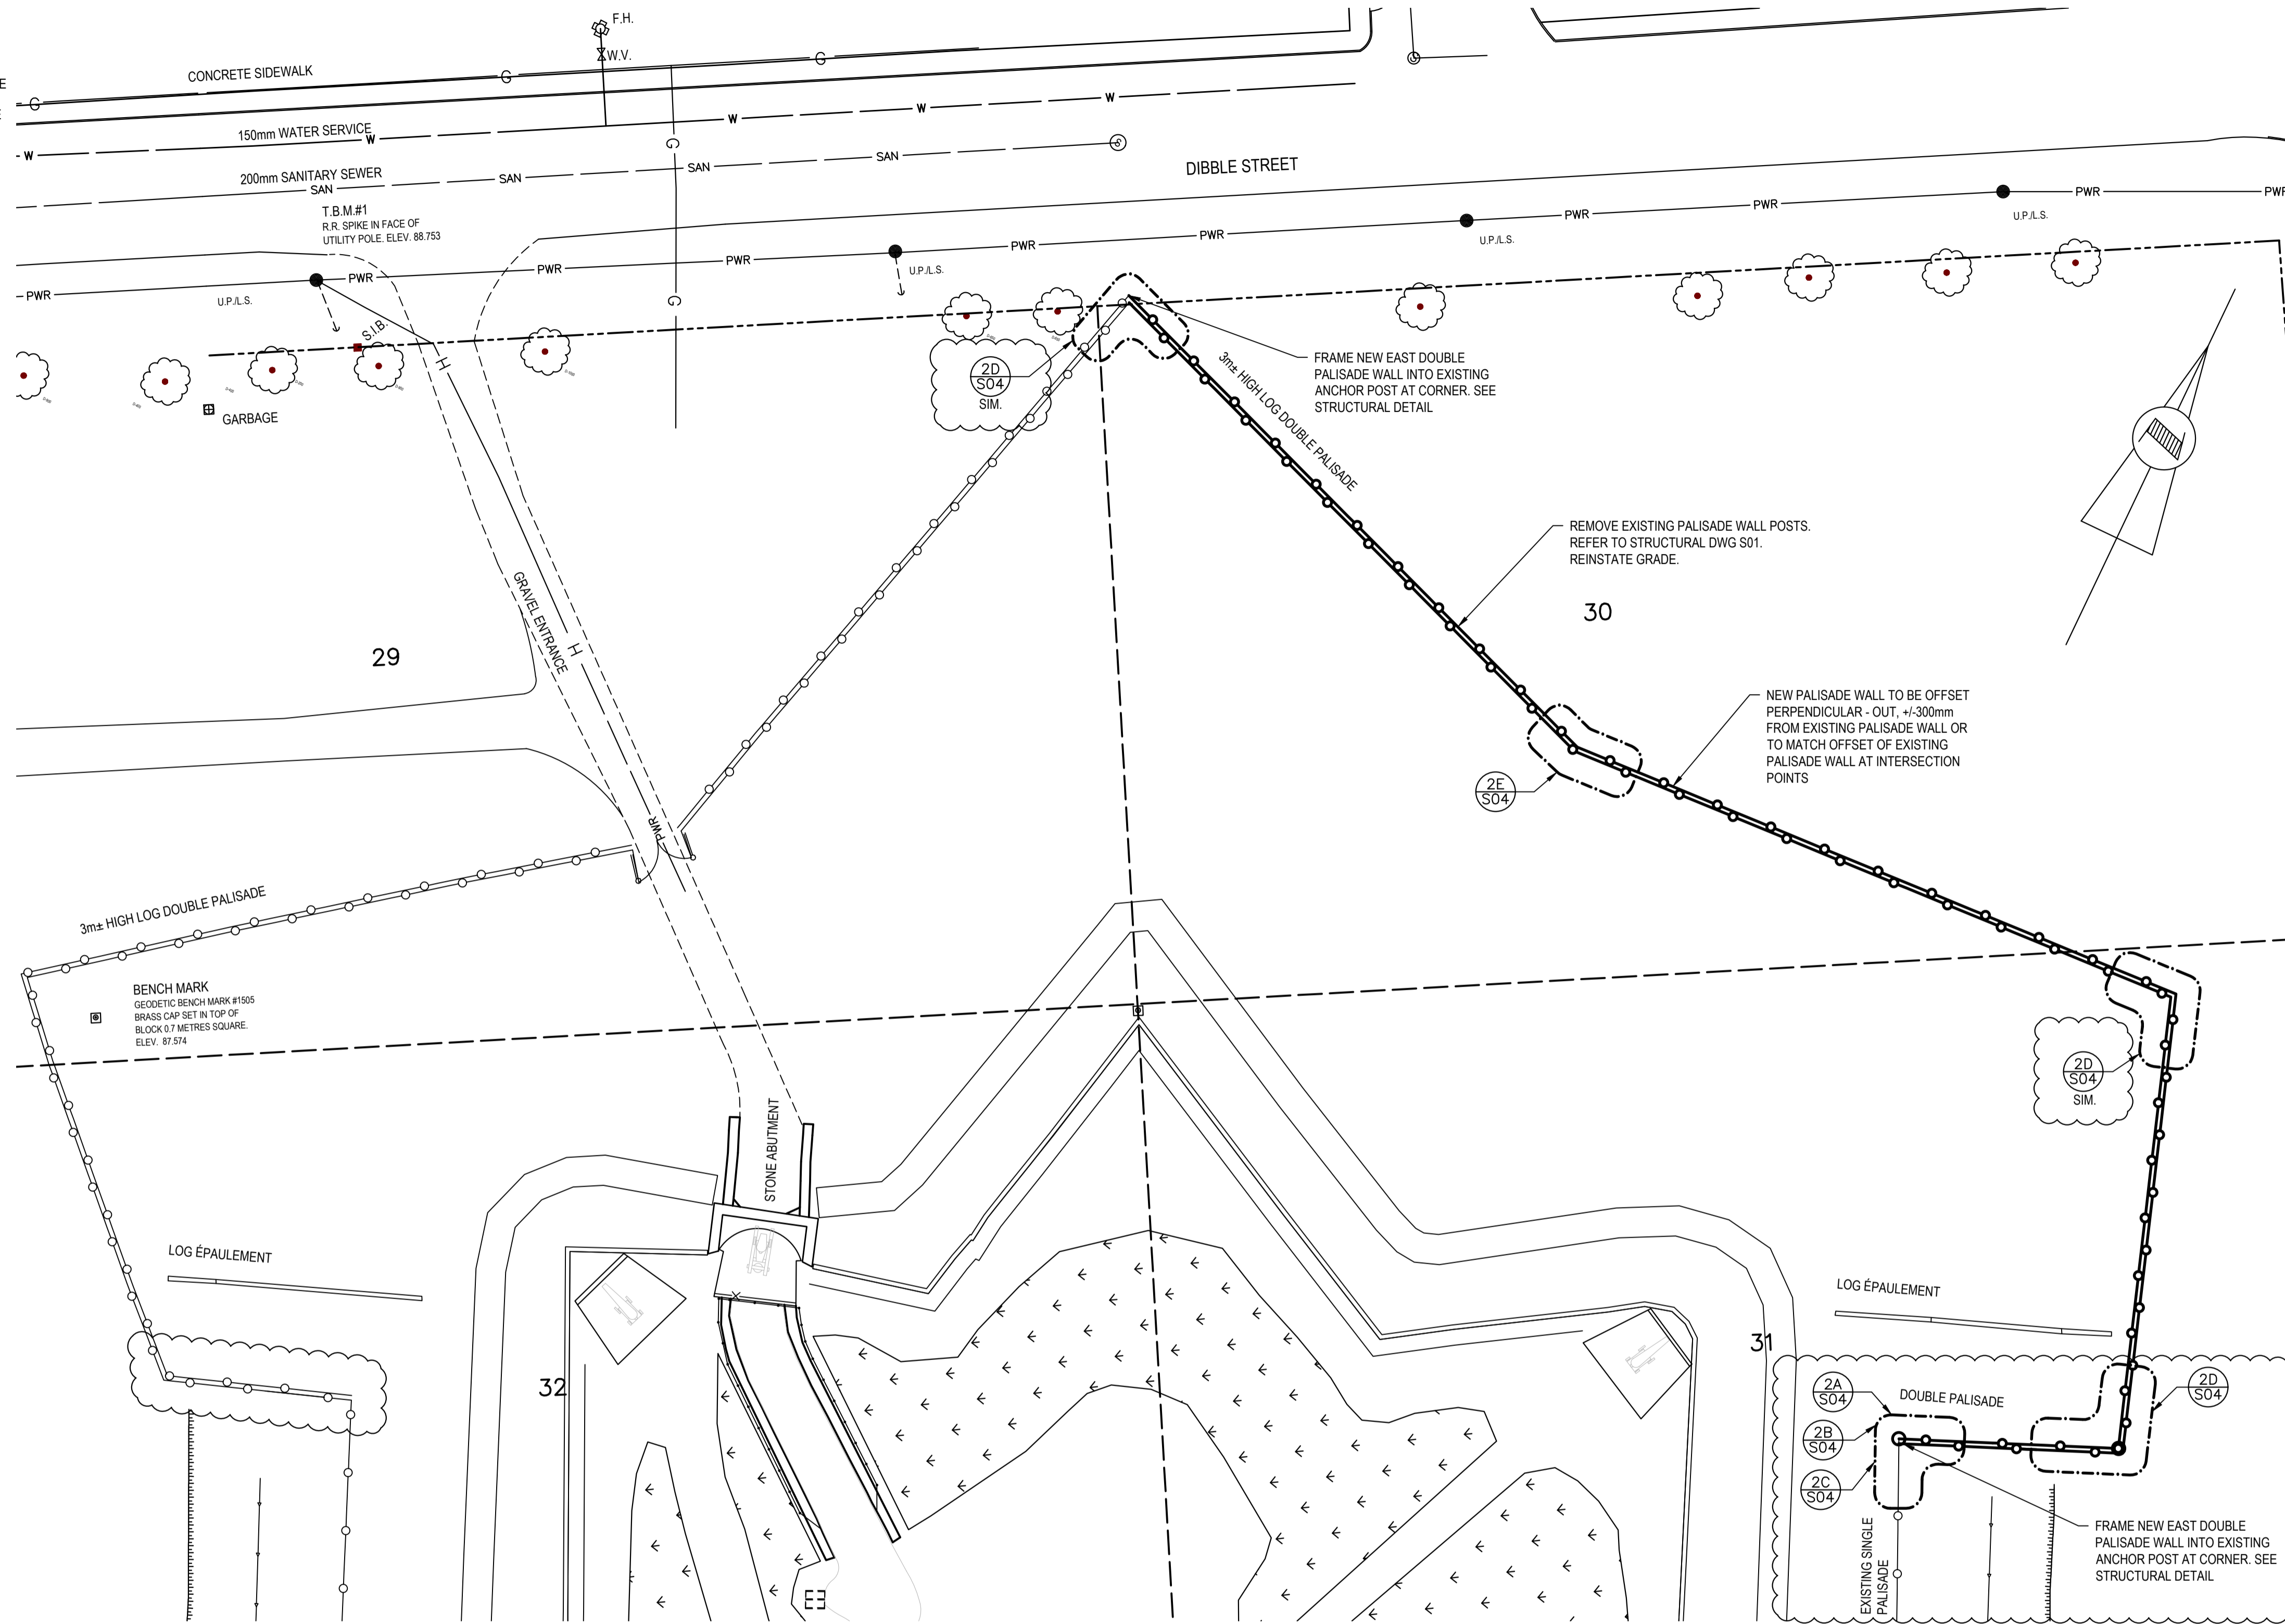 F.H.
W.V.
CONCRETE SIDEWALK
E
E
G
G
G
G
G
150mm WATER SERVICE
W
W
W
W
W
200mm SANITARY SEWER
SAN
SAN
SAN
SAN
S
DIBBLE STREET
T.B.M.#1
R.R. SPIKE IN FACE OF
UTILITY POLE. ELEV. 88.753
PWR
PWR
PWR
PWR
PWR
PWR
PWR
PWR
PWR
PWR
U.P./L.S.
U.P./L.S.
U.P./L.S.
U.P./L.S.
S.I.B.
GARBAGE
H
H
PWR
GRAVEL ENTRANCE
2D
S04
SIM.
FRAME NEW EAST DOUBLE
PALISADE WALL INTO EXISTING
ANCHOR POST AT CORNER. SEE
STRUCTURAL DETAIL
3m± HIGH LOG DOUBLE PALISADE
REMOVE EXISTING PALISADE WALL POSTS.
REFER TO STRUCTURAL DWG S01.
REINSTATE GRADE.
29
30
NEW PALISADE WALL TO BE OFFSET
PERPENDICULAR - OUT, +/-300mm
FROM EXISTING PALISADE WALL OR
TO MATCH OFFSET OF EXISTING
PALISADE WALL AT INTERSECTION
POINTS
2E
S04
3m± HIGH LOG DOUBLE PALISADE
BENCH MARK
GEODETIC BENCH MARK #1505
BRASS CAP SET IN TOP OF
BLOCK 0.7 METRES SQUARE.
ELEV. 87.574
2D
S04
SIM.
STONE ABUTMENT
LOG ÉPAULEMENT
LOG ÉPAULEMENT
32
31
2A
S04
2B
S04
2C
S04
DOUBLE PALISADE
2D
S04
EXISTING SINGLE
PALISADE
FRAME NEW EAST DOUBLE
PALISADE WALL INTO EXISTING
ANCHOR POST AT CORNER. SEE
STRUCTURAL DETAIL